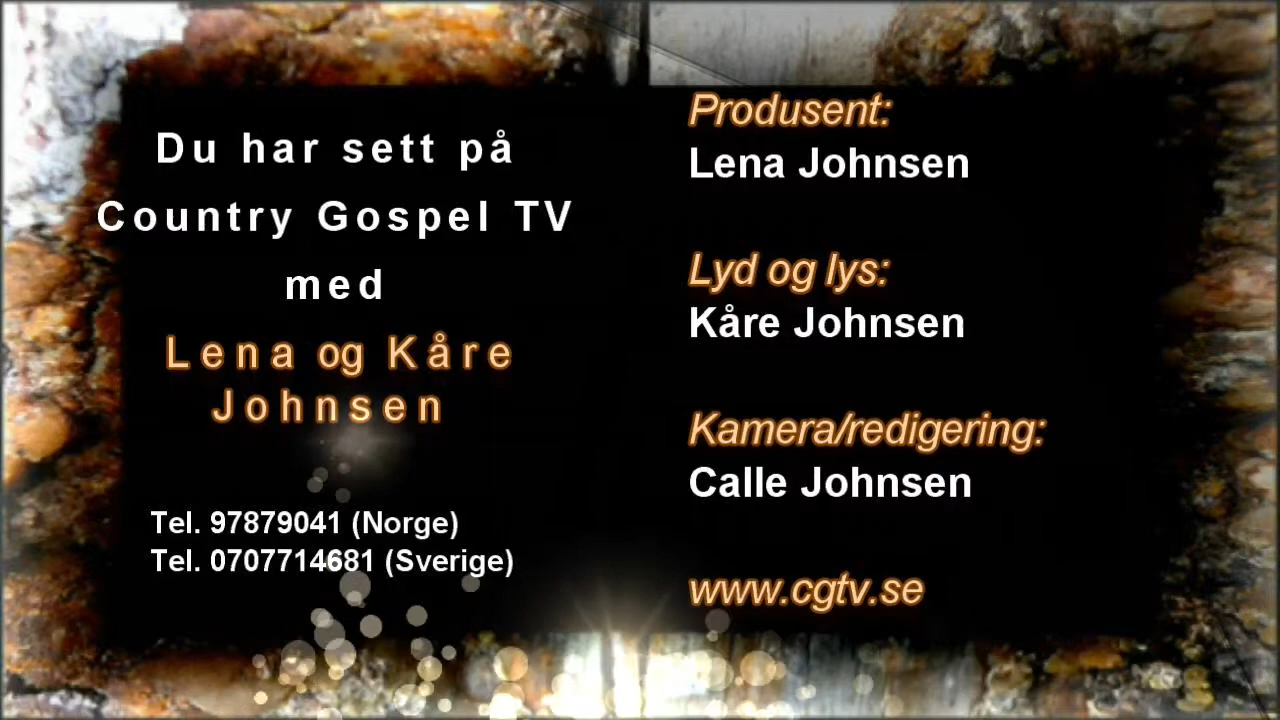 Du har sett på
Country Gospel TV
med
Lena og Kåre
Johnsen
Tel. 97879041 (Norge)
Tel. 0707714681 (Sverige)
Produsent:
Lena Johnsen
Lyd og lys:
Kåre Johnsen
Kamera/redigering:
Calle Johnsen
www.cgtv.se